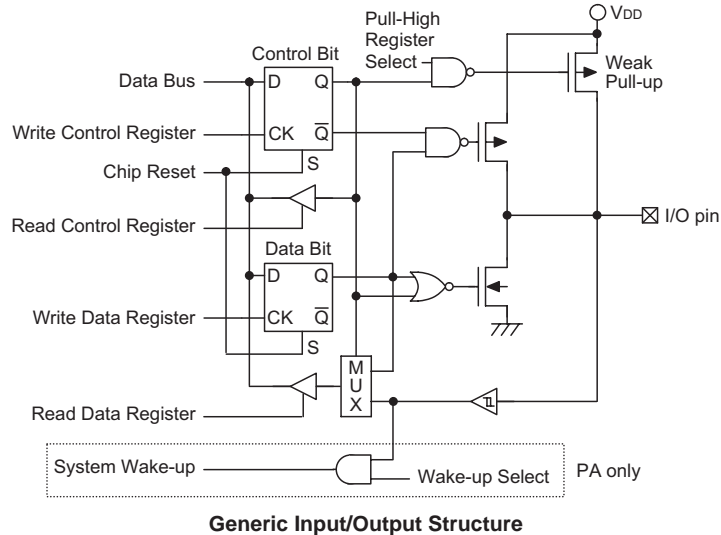 VDD
Pull-High
Register
Select
Control Bit
Weak
Pull-up
Data Bus
D
Q
Write Control Register
CK
Q
Chip Reset
S
I/O pin
Read Control Register
Data Bit
D
Q
Write Data Register
CK
Q
S
M
U
X
Read Data Register
System Wake-up
Wake-up Select
PA only
Generic Input/Output Structure